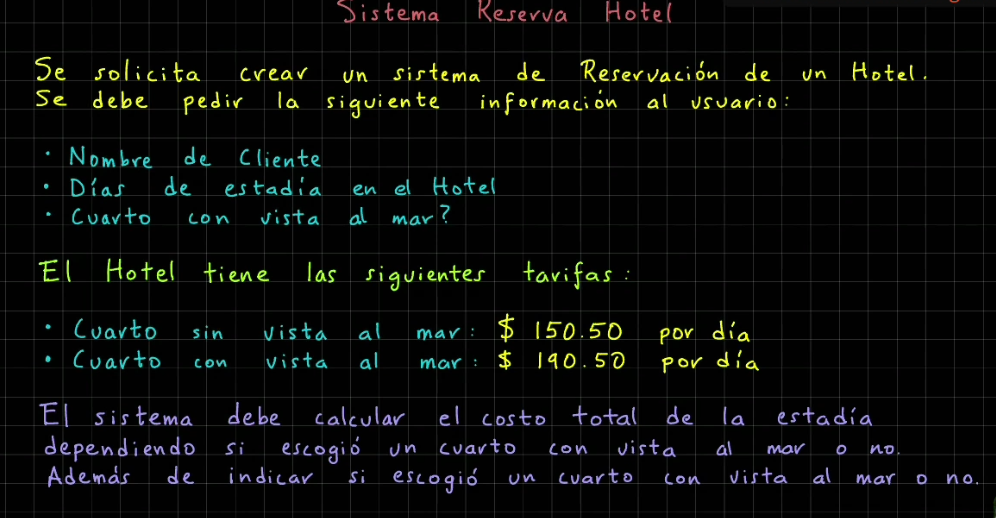 Sistema Reserva Hotel
Se solicita crear un sistema de Reservación de un Hotel.
Se debe pedir la siguiente información al usuario:
· Nombre de Cliente
· Días de estadía en el Hotel
· Cuarto con vista al mar?
El Hotel tiene las siguientes tarifas:
· Cuarto sin vista al mar: $ 150.50 por día
· Cuarto con vista al mar: $ 190.50 por día
El sistema debe calcular el costo total de la estadía
dependiendo si escogió un cuarto con vista al mar o no.
Además de indicar si escogió un cuarto con vista al mar o no.